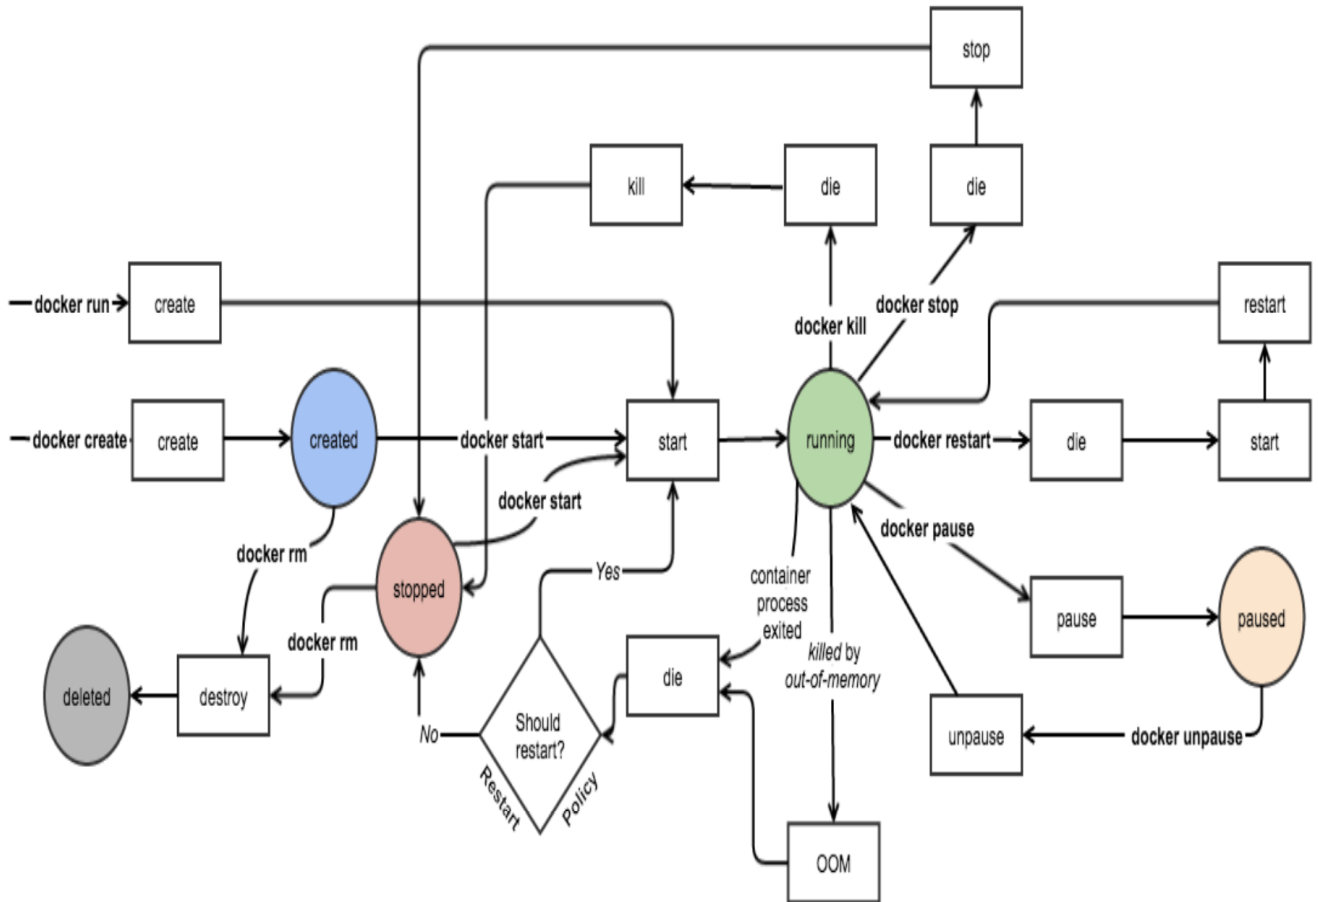 stop
kill
die
die
docker run
create
docker kill
docker stop
restart
docker create
create
created
docker start
start
running
docker restart
die
start
docker start
docker rm
stopped
Yes
docker pause
container
process
exited
pause
paused
docker rm
killed by
out-of-memory
deleted
destroy
No
Should
restart?
die
unpause
docker unpause
Restart
Policy
OOM